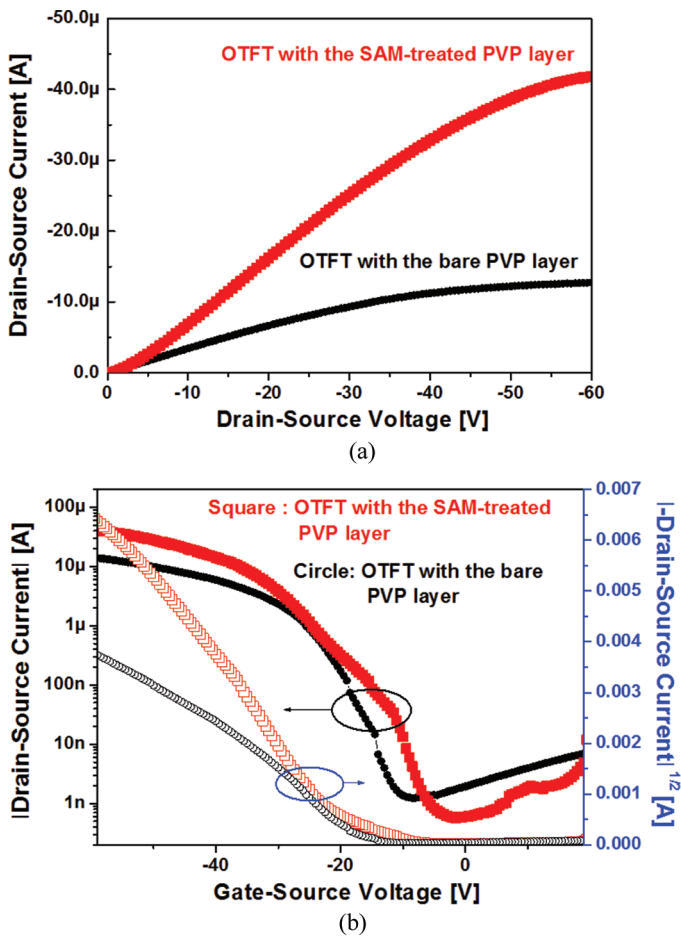 -50.0µ
-40.0µ
-30.0µ
-20.0µ
-10.0µ
0.0
Drain-Source Current [A]
OTFT with the SAM-treated PVP layer
OTFT with the bare PVP layer
0 -10 -20 -30 -40 -50 -60
Drain-Source Voltage [V]
(a)
100µ
10µ
1µ
100n
10n
1n
|Drain-Source Current| [A]
Square : OTFT with the SAM-treated
PVP layer
Circle: OTFT with the bare
PVP layer
0.007
0.006
0.005
0.004
0.003
0.002
0.001
0.000
|-Drain-Source Current|^1/2 [A]
-40 -20 0
Gate-Source Voltage [V]
(b)